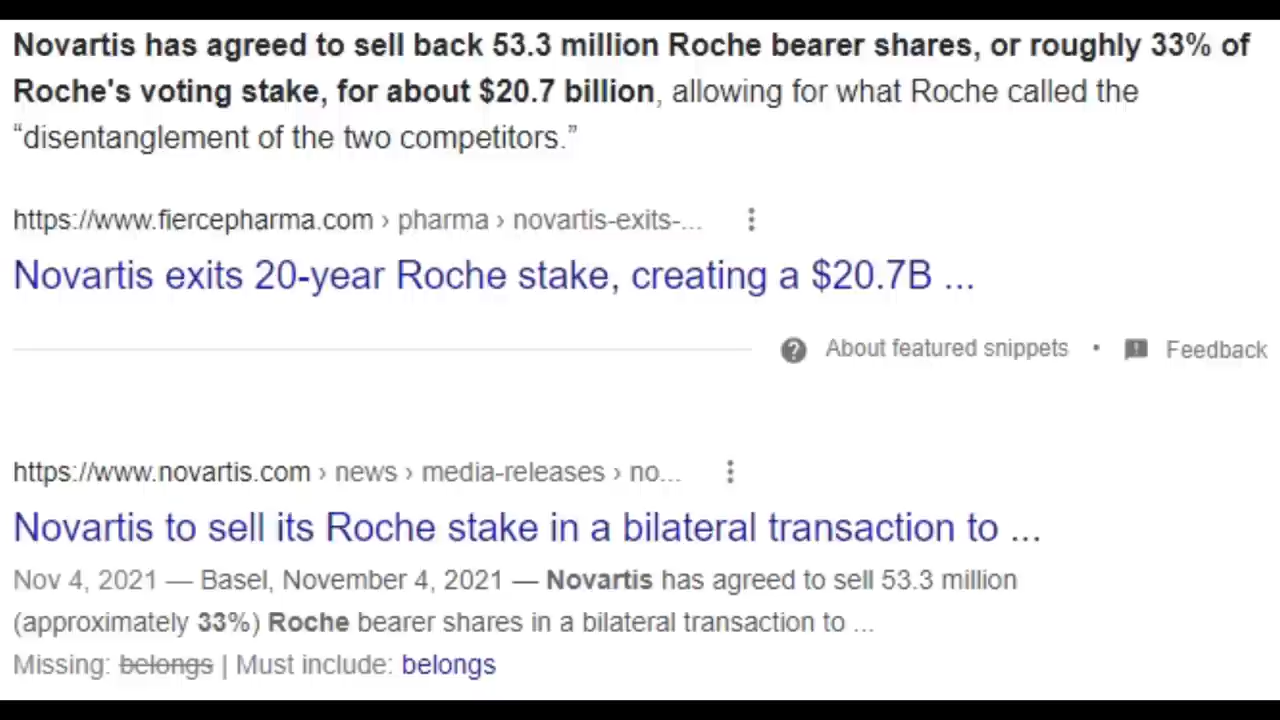 Novartis has agreed to sell back 53.3 million Roche bearer shares, or roughly 33% of
Roche's voting stake, for about $20.7 billion, allowing for what Roche called the
“disentanglement of the two competitors.”
https://www.fiercepharma.com › pharma › novartis-exits-...
Novartis exits 20-year Roche stake, creating a $20.7B ...
About featured snippets • Feedback
https://www.novartis.com › news › media-releases › no...
Novartis to sell its Roche stake in a bilateral transaction to ...
Nov 4, 2021 — Basel, November 4, 2021 — Novartis has agreed to sell 53.3 million
(approximately 33%) Roche bearer shares in a bilateral transaction to ...
Missing: belongs | Must include: belongs